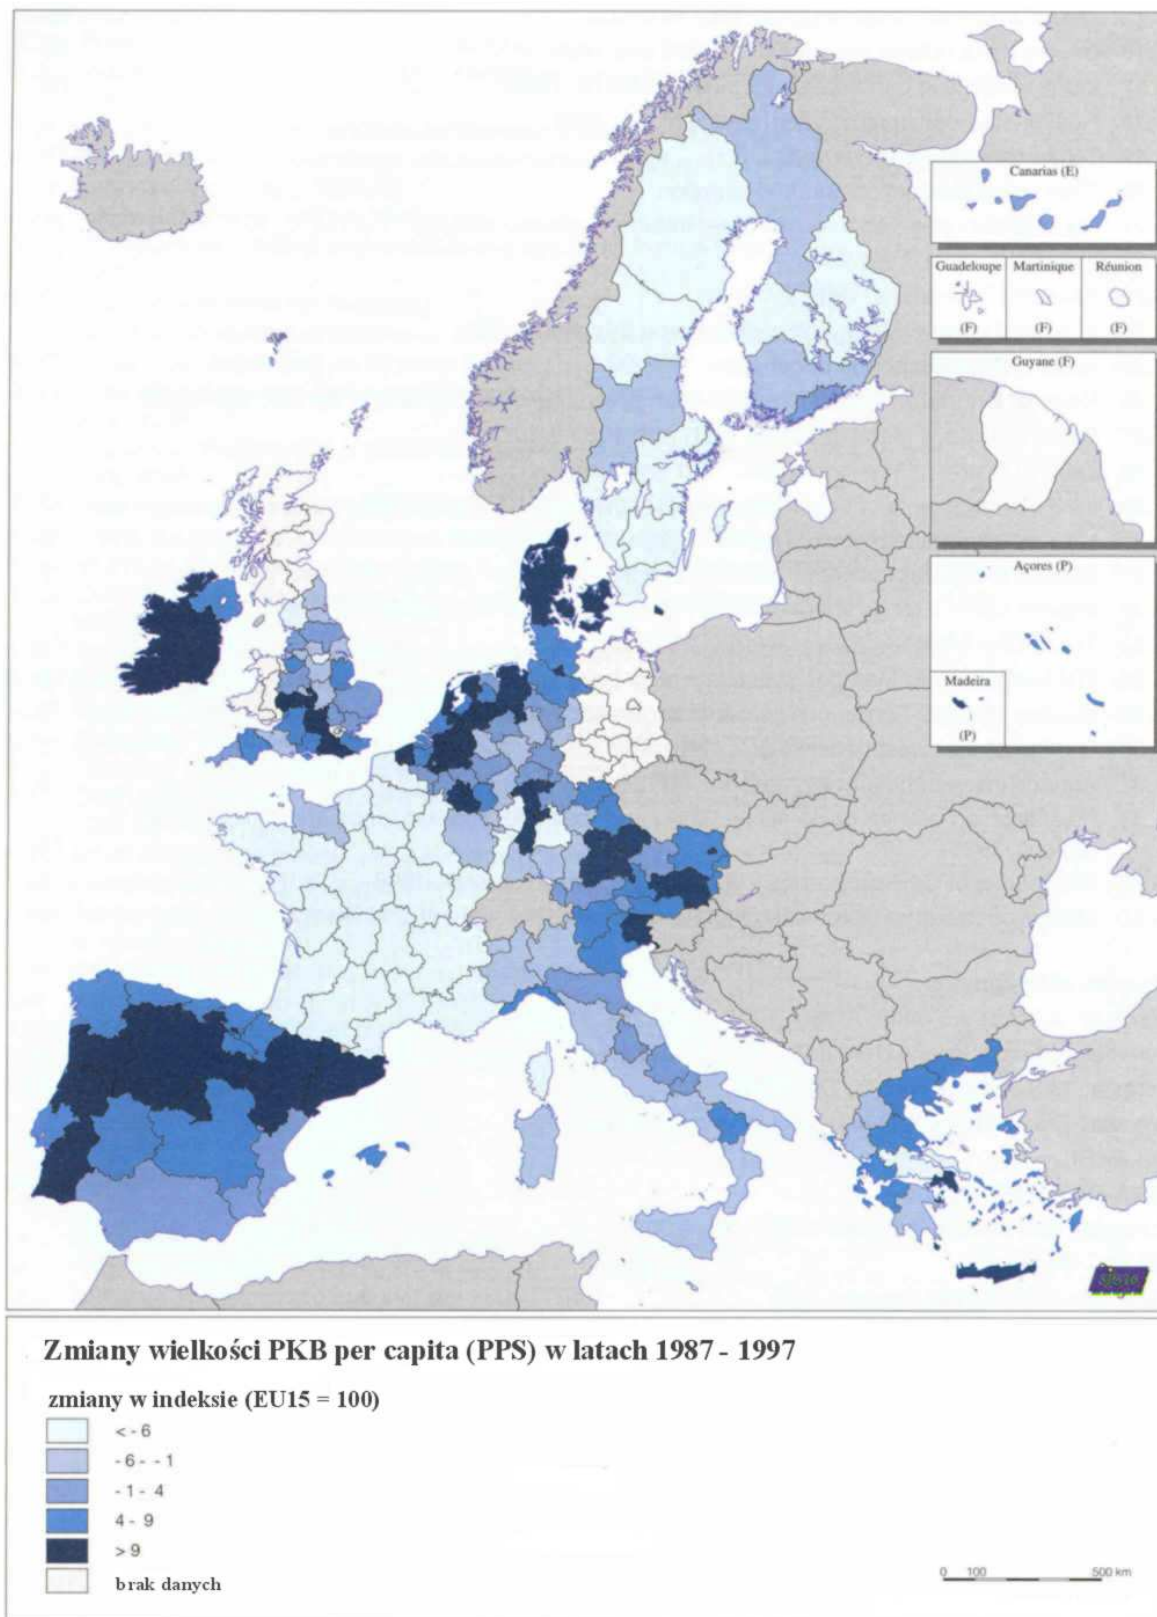 Canarias (E)
Guadeloupe
Martinique
Réunion
(F)
(F)
(F)
Guyane (F)
Açores (P)
Madeira
(P)
Zmiany wielkości PKB per capita (PPS) w latach 1987 - 1997
zmiany w indeksie (EU15 = 100)
< - 6
- 6 - - 1
- 1 - 4
4 - 9
> 9
brak danych
0 100 500 km